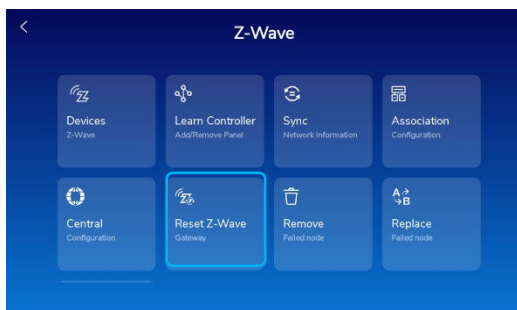 Z-Wave
Devices
Z-Wave
Learn Controller
Add/Remove Panel
Sync
Network Information
Association
Configuration
Central
Configuration
Reset Z-Wave
Gateway
Remove
Failed node
A
B
Replace
Failed node